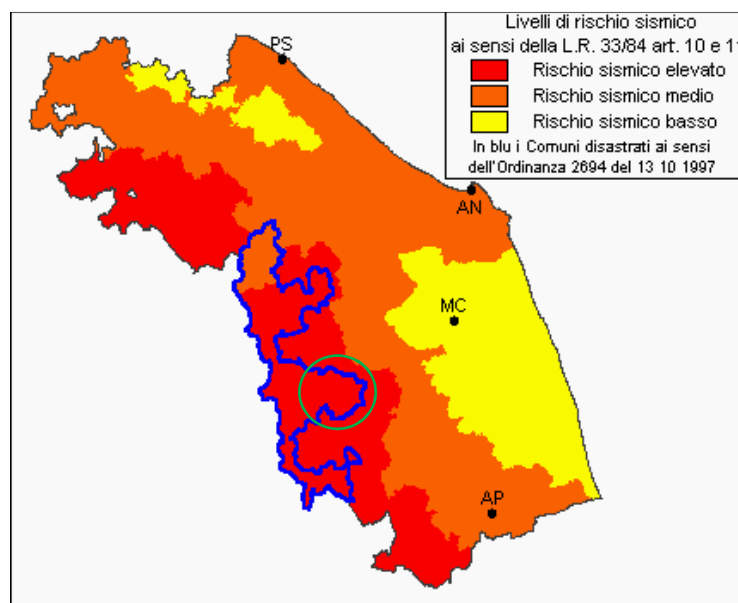 Livelli di rischio sismico
ai sensi della L.R. 33/84 art. 10 e 11
Rischio sismico elevato
Rischio sismico medio
Rischio sismico basso
In blu i Comuni disastrati ai sensi
dell'Ordinanza 2694 del 13 10 1997
PS
AN
MC
AP